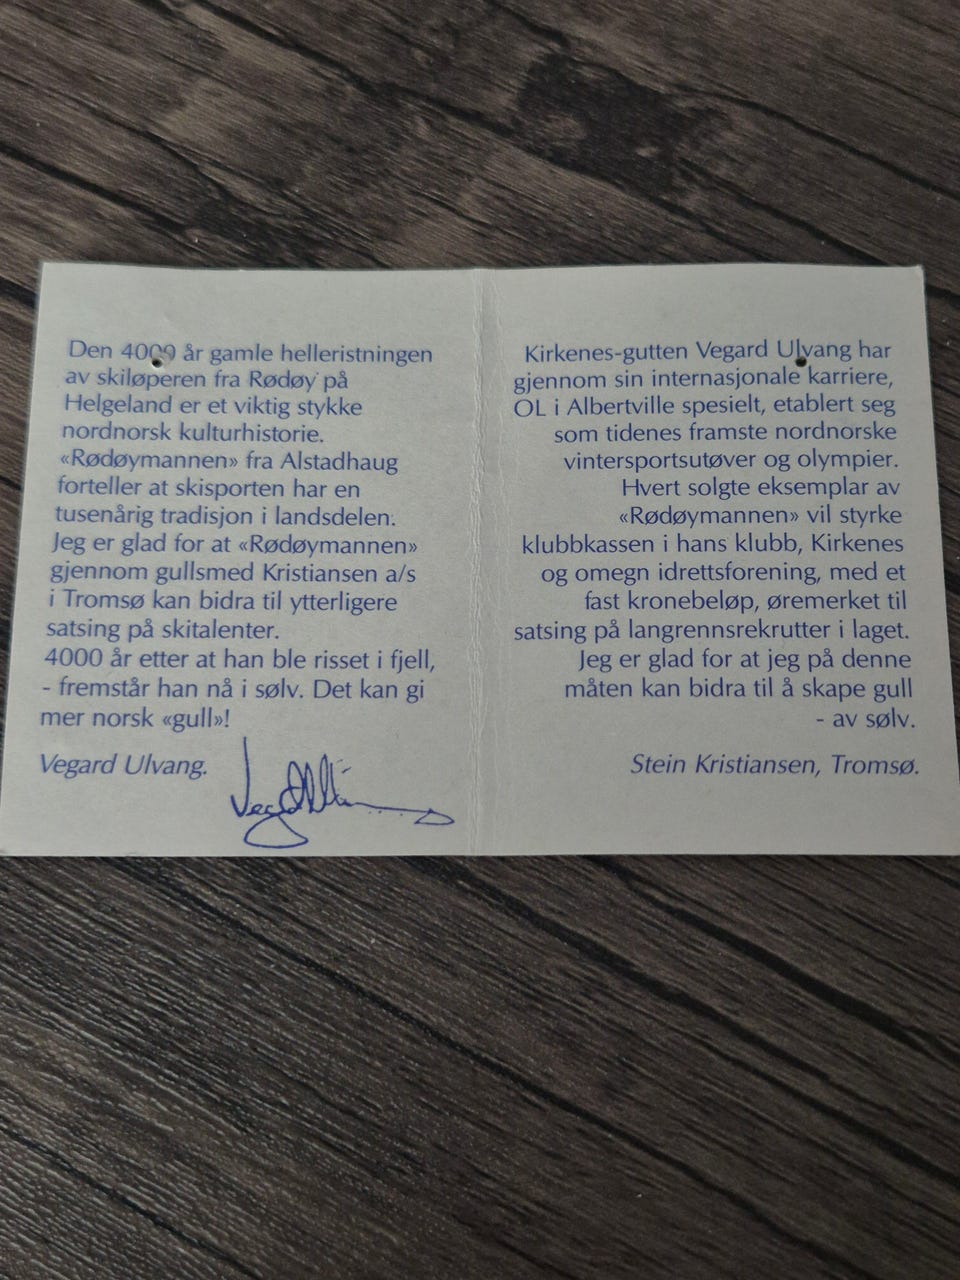 Den 4000 år gamle helleristningen
av skiløperen fra Rødøy på
Helgeland er et viktig stykke
nordnorsk kulturhistorie.
«Rødøymannen» fra Alstadhaug
forteller at skisporten har en
tusenårig tradisjon i landsdelen.
Jeg er glad for at «Rødøymannen»
gjennom gullsmed Kristiansen a/s
i Tromsø kan bidra til ytterligere
satsing på skitalenter.
4000 år etter at han ble risset i fjell,
- fremstår han nå i sølv. Det kan gi
mer norsk «gull»!
Vegard Ulvang.
Kirkenes-gutten Vegard Ulvang har
gjennom sin internasjonale karriere,
OL i Albertville spesielt, etablert seg
som tidenes framste nordnorske
vintersportsutøver og olympier.
Hvert solgte eksemplar av
«Rødøymannen» vil styrke
klubbkassen i hans klubb, Kirkenes
og omegn idrettsforening, med et
fast kronebeløp, øremerket til
satsing på langrennsrekrutter i laget.
Jeg er glad for at jeg på denne
måten kan bidra til å skape gull
- av sølv.
Stein Kristiansen, Tromsø.